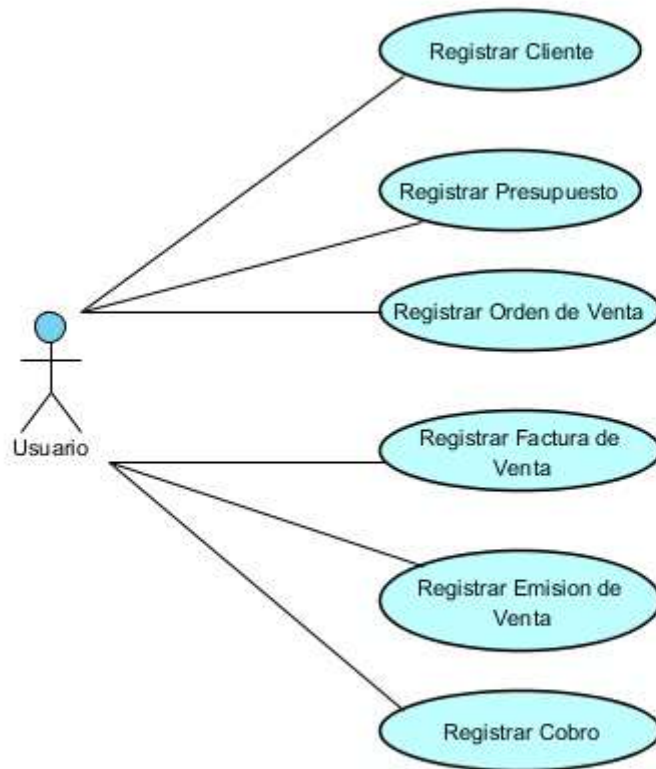 Registrar Cliente
Registrar Presupuesto
Registrar Orden de Venta
Usuario
Registrar Factura de
Venta
Registrar Emision de
Venta
Registrar Cobro